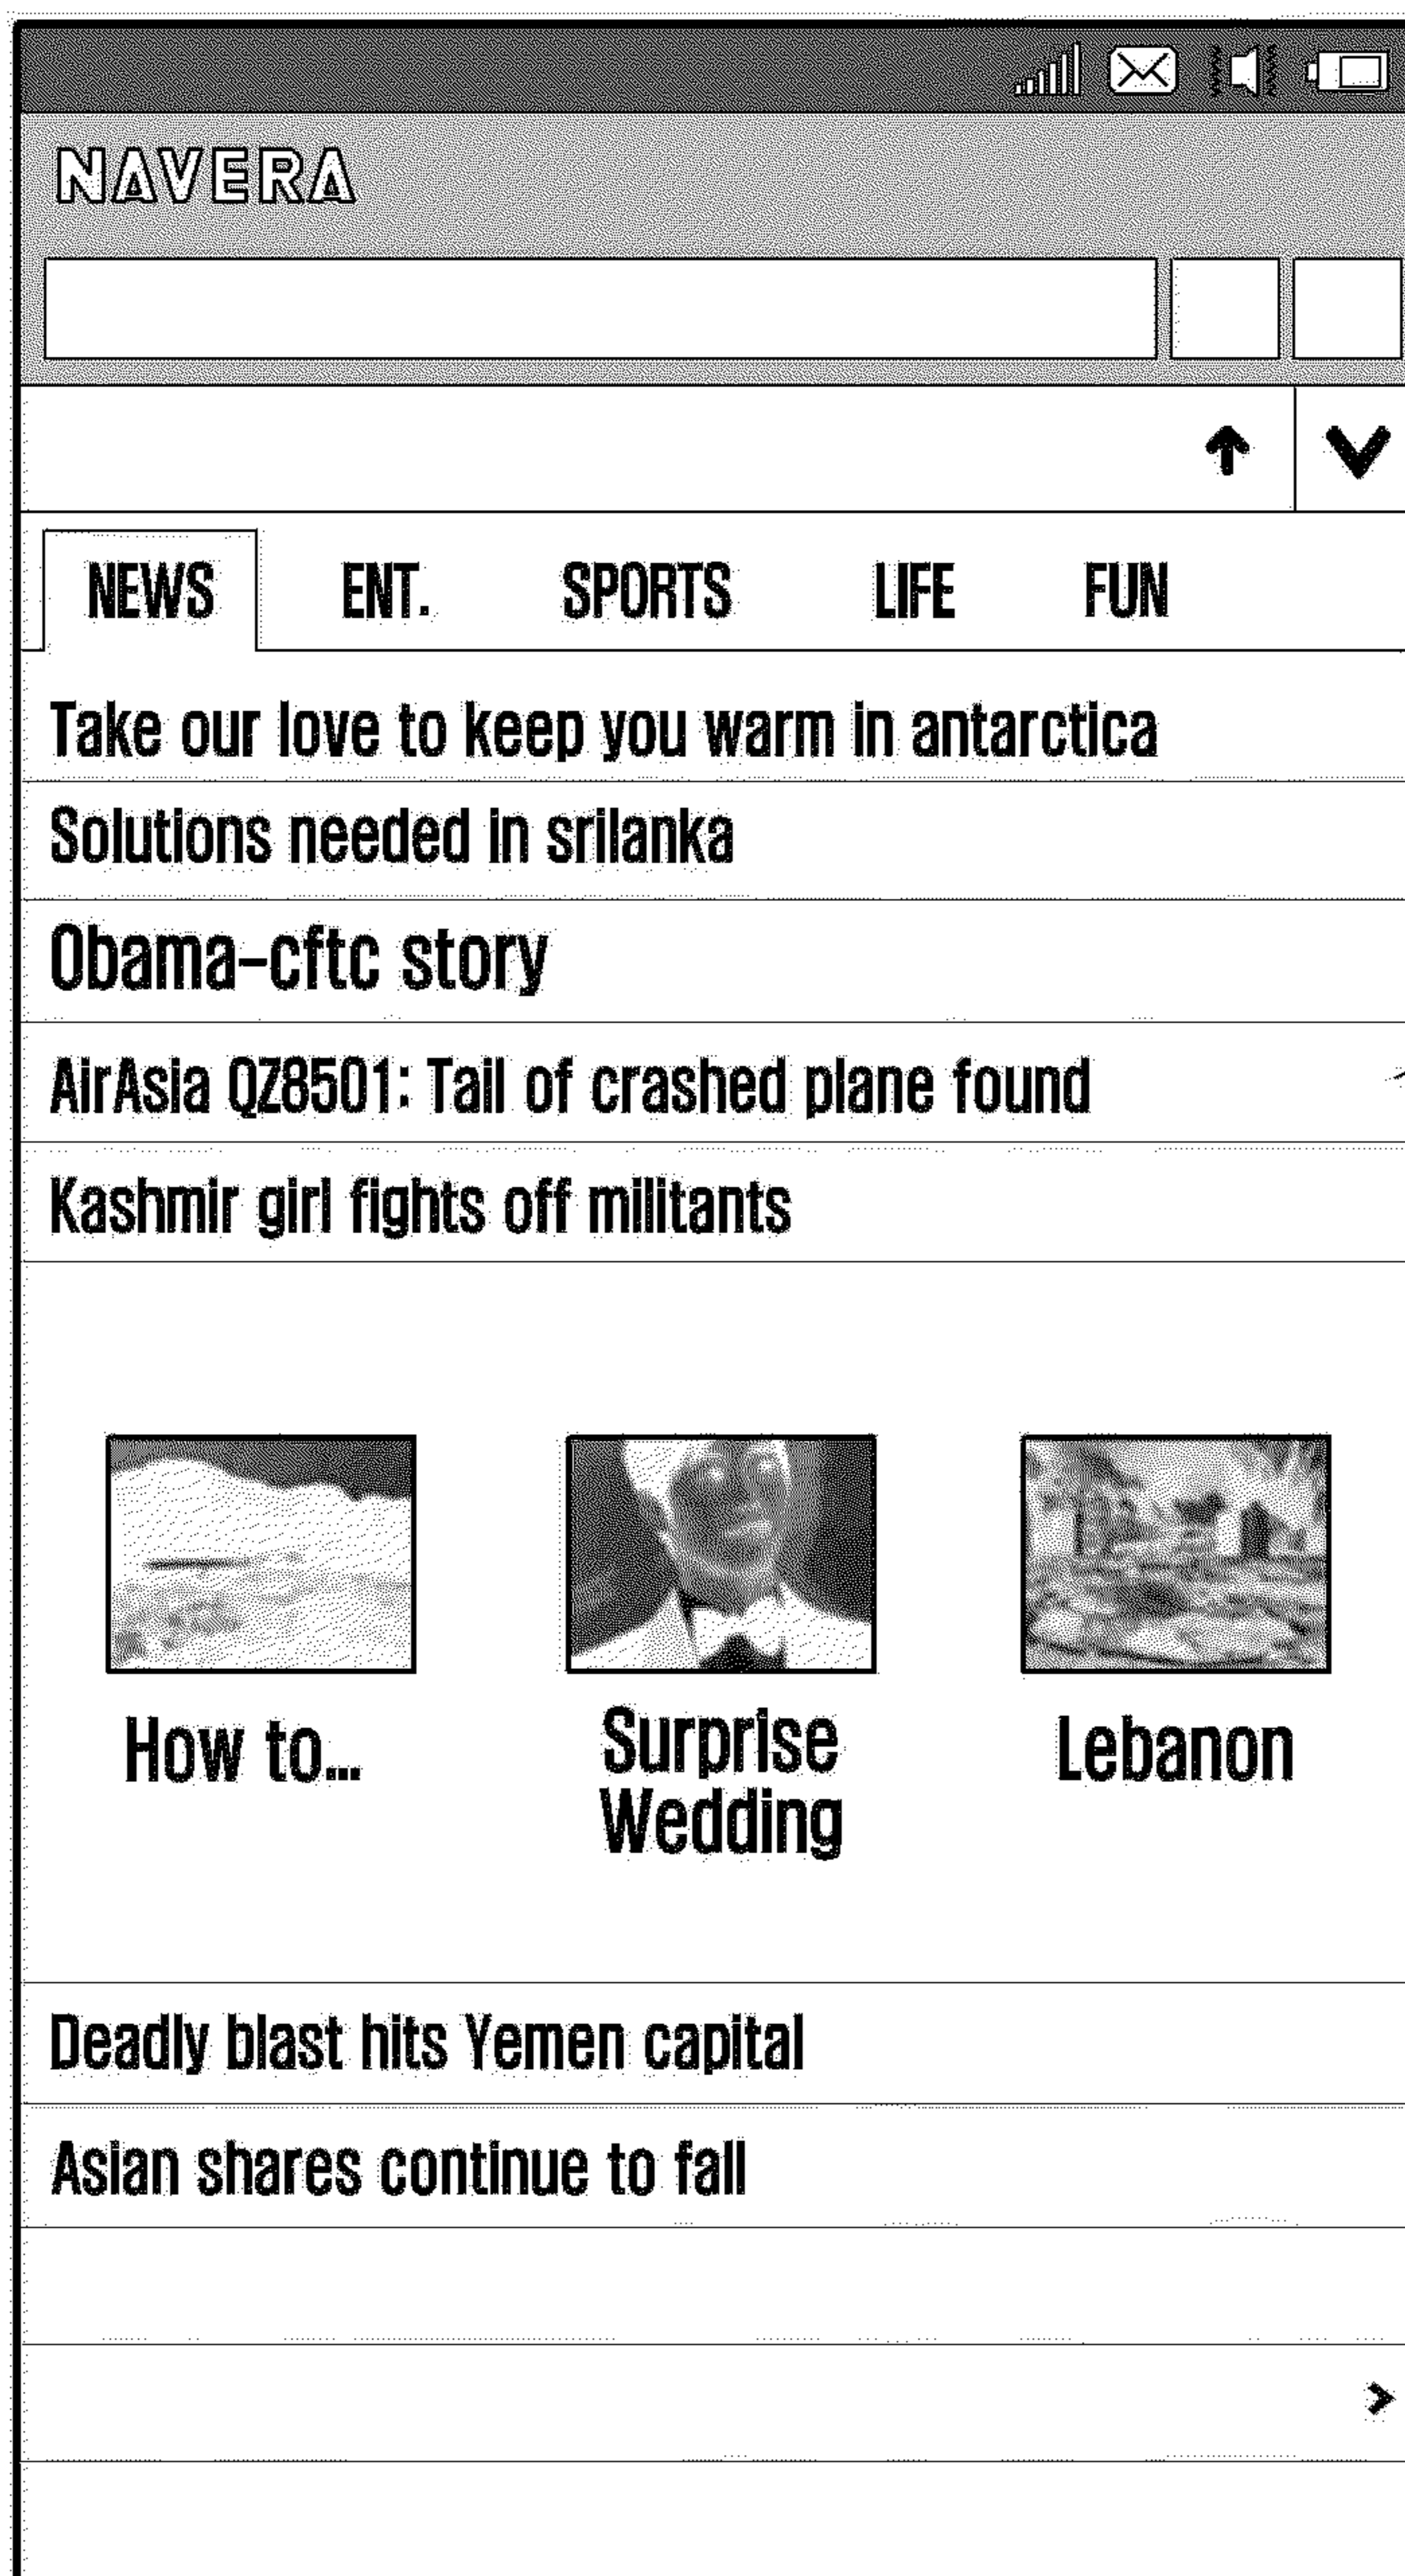 NAVERA
NEWS ENT. SPORTS LIFE FUN
Take our love to keep you warm in antarctica
Solutions needed in srilanka
Obama-cftc story
AirAsia QZ8501: Tail of crashed plane found
Kashmir girl fights off militants
How to... Surprise Wedding Lebanon
Deadly blast hits Yemen capital
Asian shares continue to fall